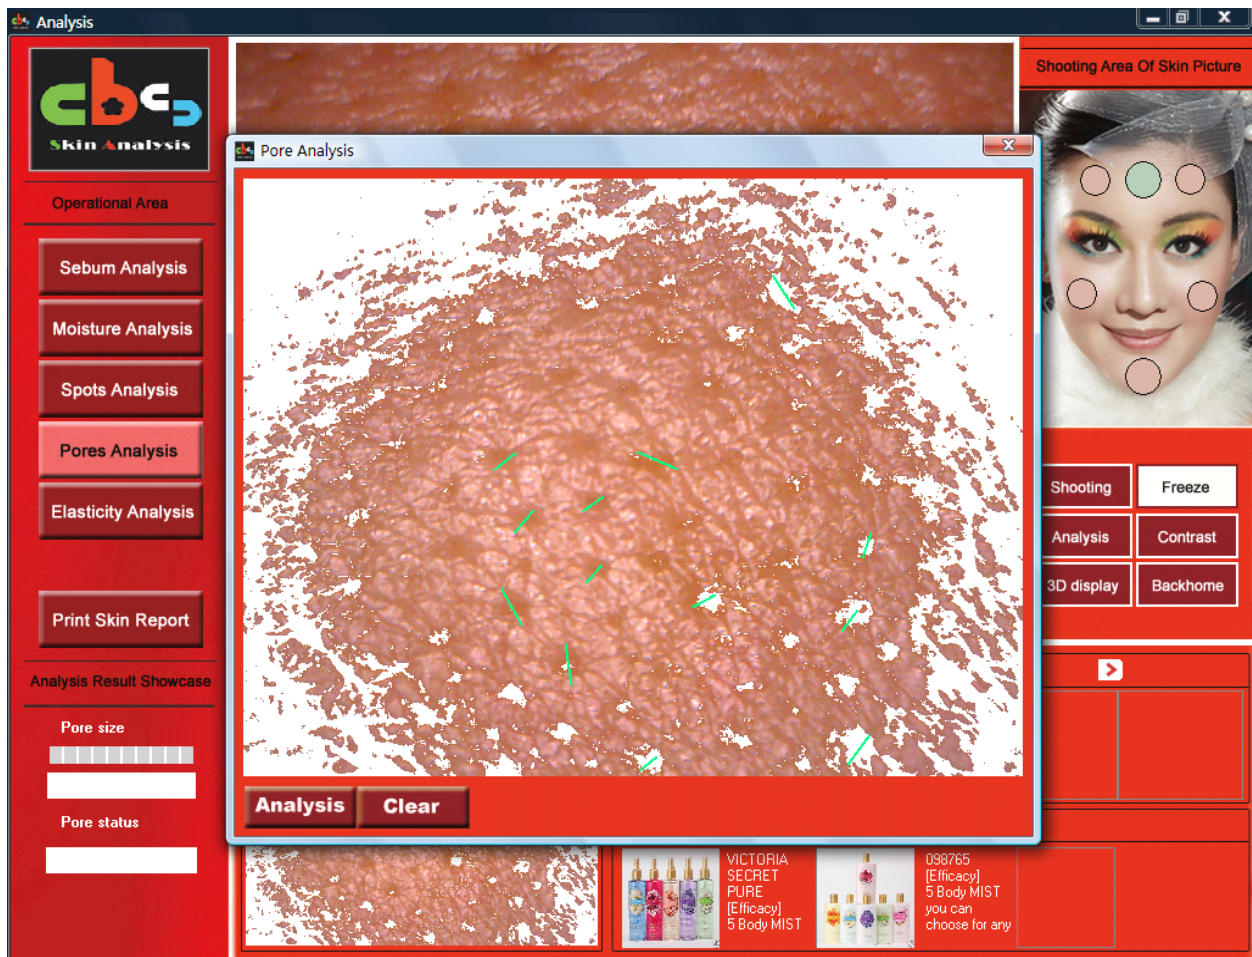 Analysis
cbcs
Skin Analysis
Operational Area
Sebum Analysis
Moisture Analysis
Spots Analysis
Pores Analysis
Elasticity Analysis
Print Skin Report
Analysis Result Showcase
Pore size
Pore status
Pore Analysis
Analysis
Clear
Shooting Area Of Skin Picture
Shooting
Freeze
Analysis
Contrast
3D display
Backhome
VICTORIA
SECRET
PURE
[Efficacy]
5 Body MIST
098765
[Efficacy]
5 Body MIST
you can
choose for any